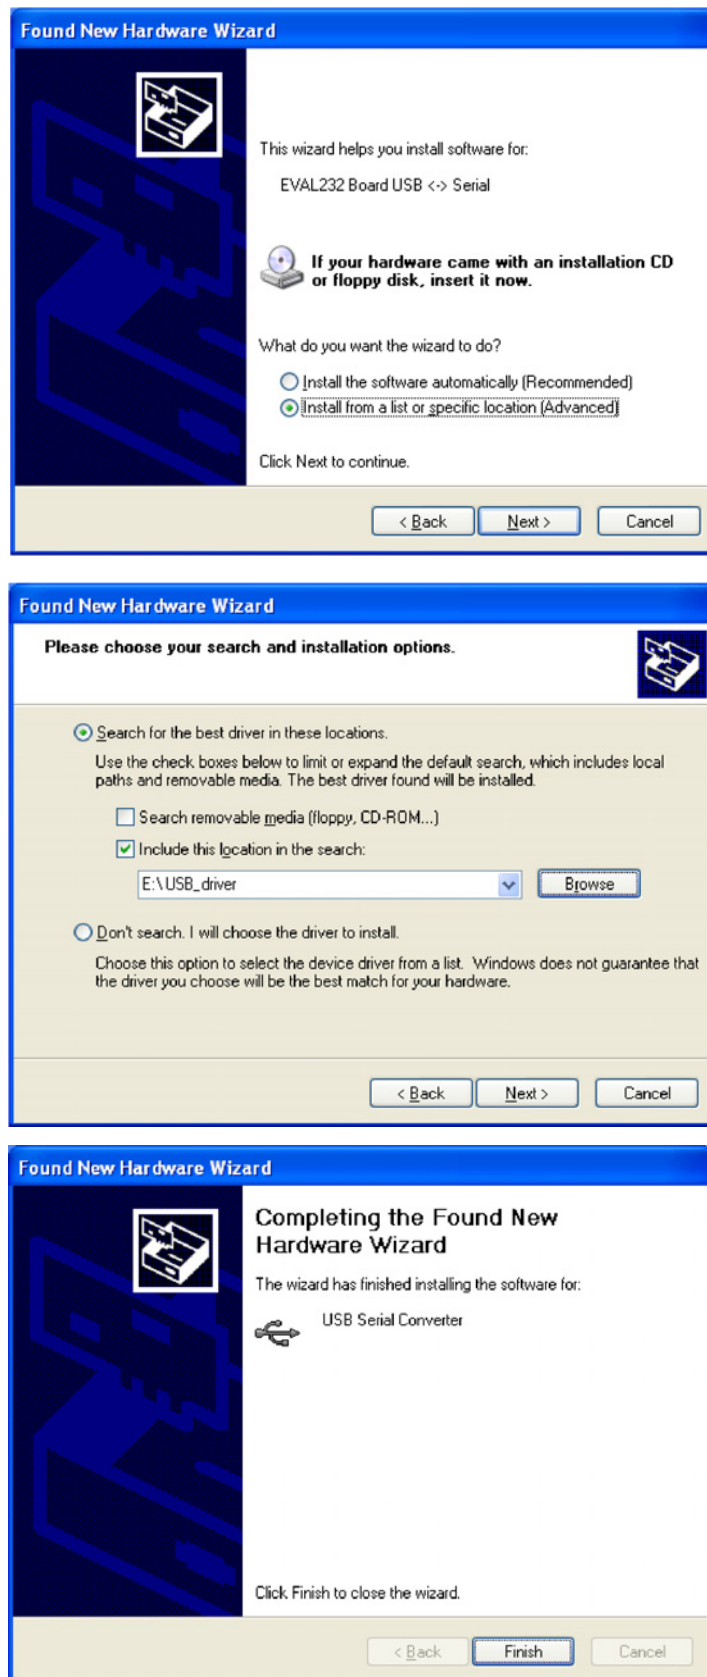 Found New Hardware Wizard
This wizard helps you install software for:
EVAL232 Board USB <-> Serial
If your hardware came with an installation CD
or floppy disk, insert it now.
What do you want the wizard to do?
Install the software automatically (Recommended)
Install from a list or specific location (Advanced)
Click Next to continue.
< Back Next > Cancel
Found New Hardware Wizard
Please choose your search and installation options.
Search for the best driver in these locations.
Use the check boxes below to limit or expand the default search, which includes local
paths and removable media. The best driver found will be installed.
Search removable media (floppy, CD-ROM...)
Include this location in the search:
E:\USB_driver Browse
Don't search. I will choose the driver to install.
Choose this option to select the device driver from a list. Windows does not guarantee that
the driver you choose will be the best match for your hardware.
< Back Next > Cancel
Found New Hardware Wizard
Completing the Found New
Hardware Wizard
The wizard has finished installing the software for:
USB Serial Converter
Click Finish to close the wizard.
< Back Finish Cancel